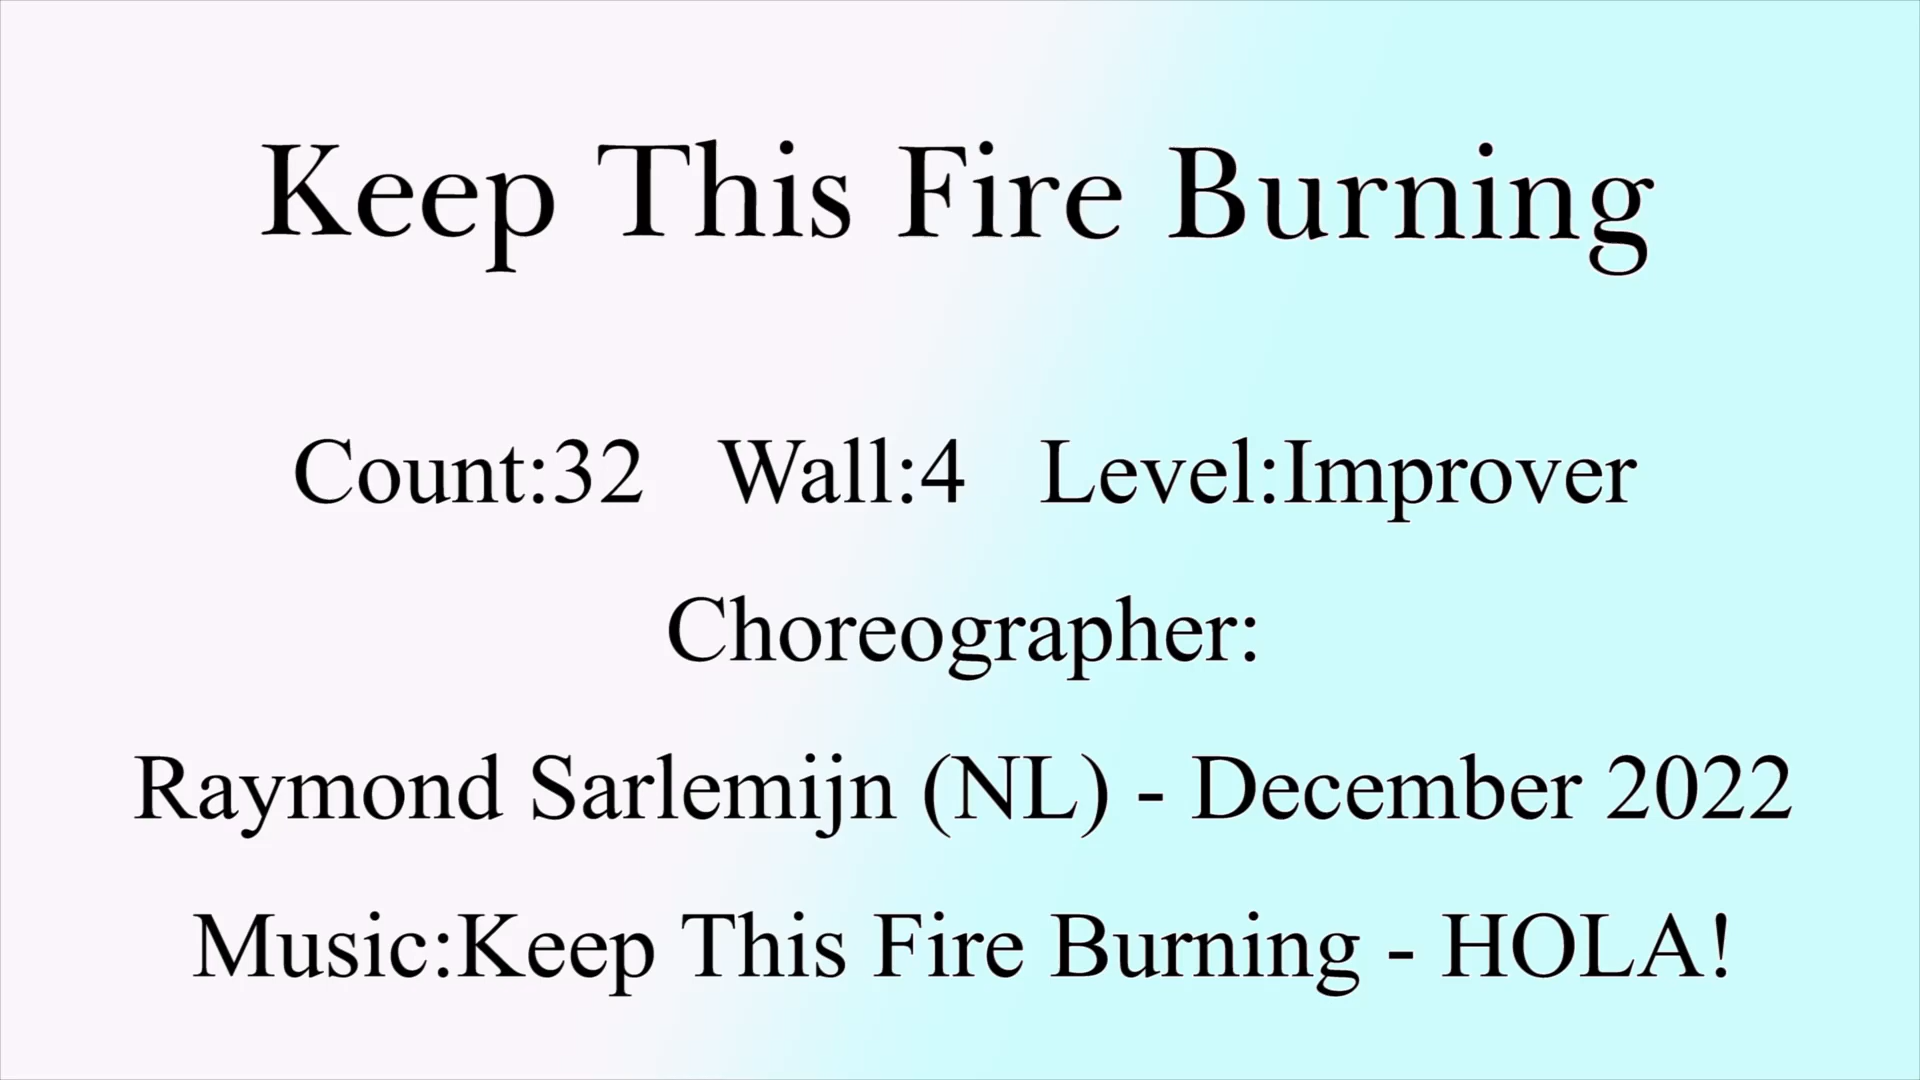 Keep This Fire Burning
Count:32 Wall:4 Level:Improver
Choreographer:
Raymond Sarlemijn (NL) - December 2022
Music:Keep This Fire Burning - HOLA!